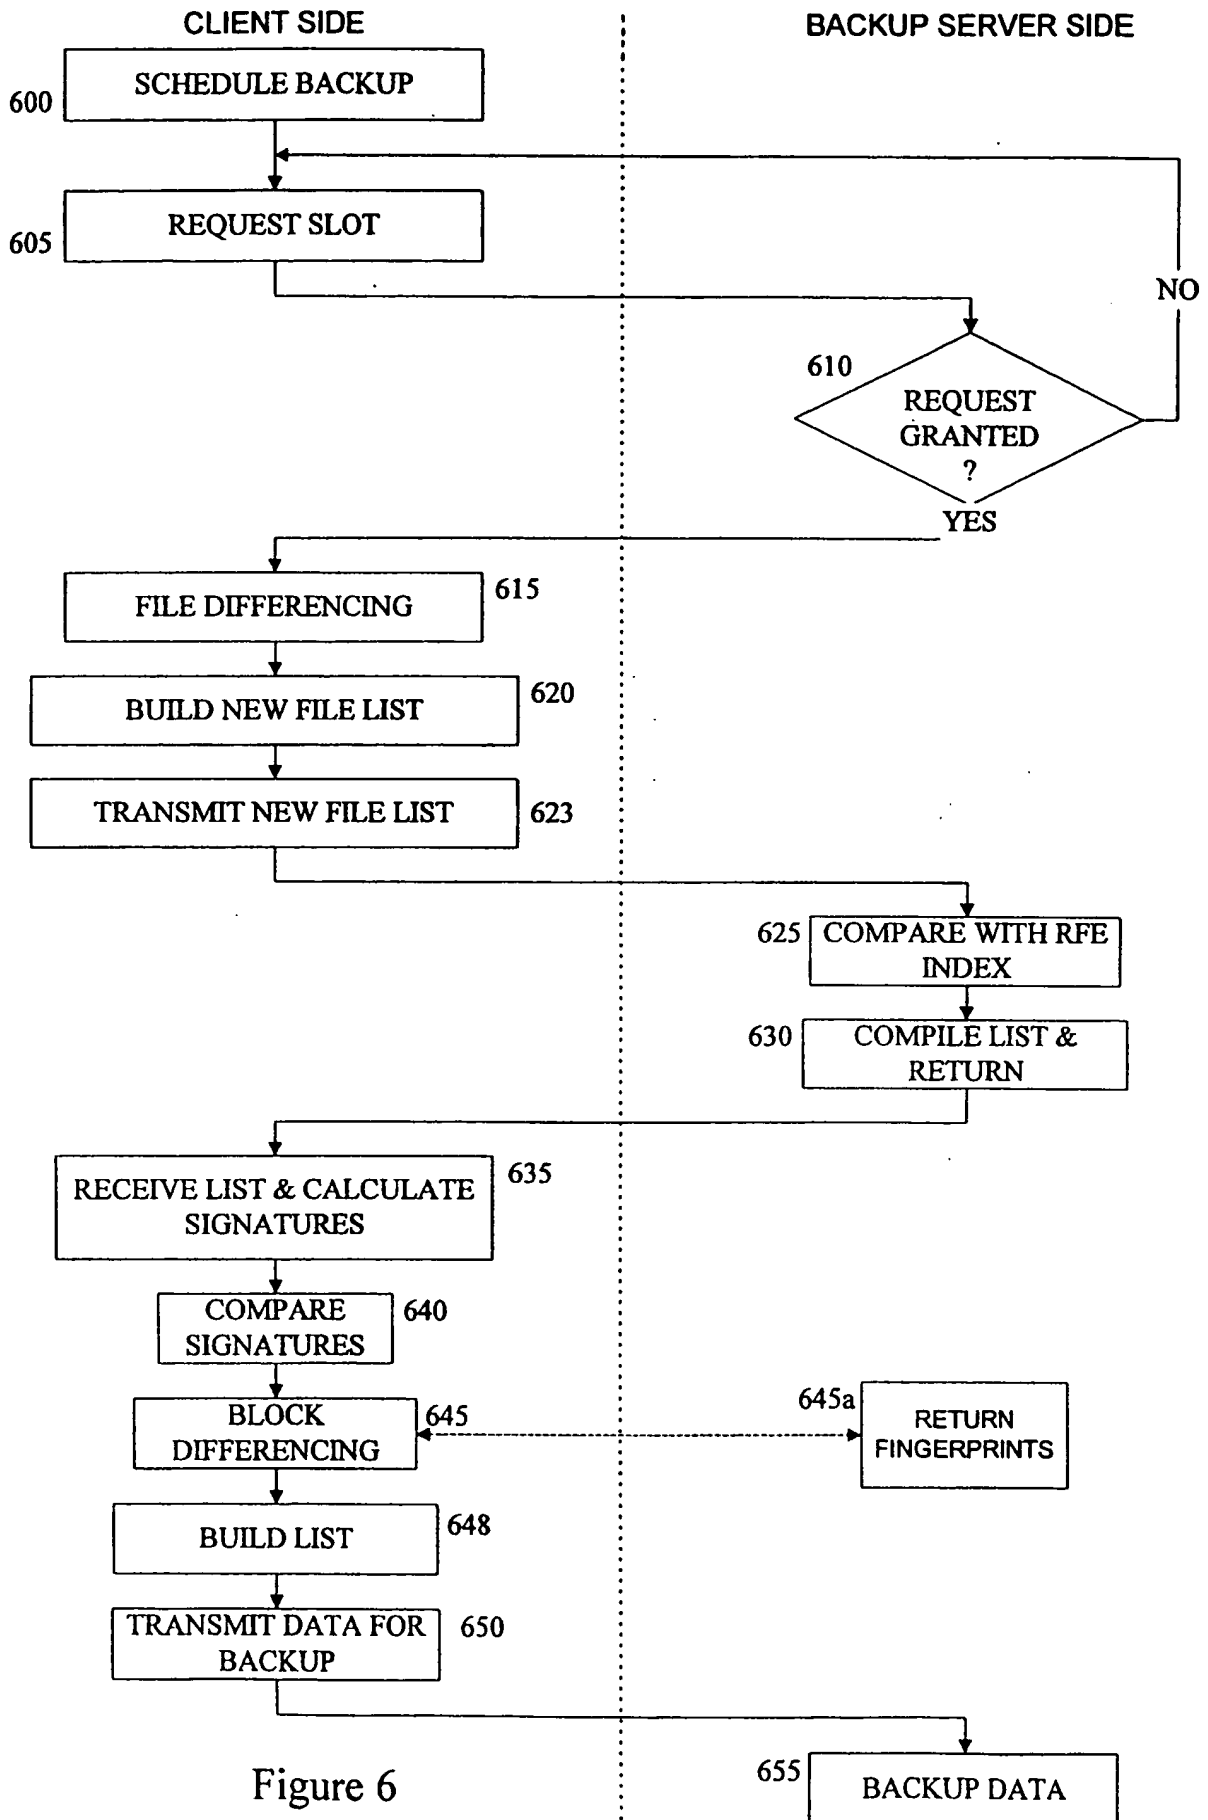 CLIENT SIDE
BACKUP SERVER SIDE
SCHEDULE BACKUP
600
REQUEST SLOT
605
NO
610
REQUEST
GRANTED
?
YES
FILE DIFFERENCING
615
BUILD NEW FILE LIST
620
TRANSMIT NEW FILE LIST
623
625
COMPARE WITH RFE
INDEX
630
COMPILE LIST &
RETURN
RECEIVE LIST & CALCULATE
SIGNATURES
635
COMPARE
SIGNATURES
640
BLOCK
DIFFERENCING
645
645a
RETURN
FINGERPRINTS
BUILD LIST
648
TRANSMIT DATA FOR
BACKUP
650
655
BACKUP DATA
Figure 6